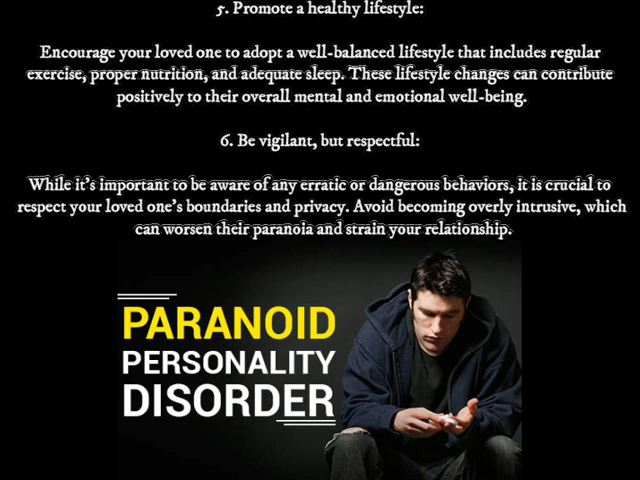 5. Promote a healthy lifestyle:
Encourage your loved one to adopt a well-balanced lifestyle that includes regular
exercise, proper nutrition, and adequate sleep. These lifestyle changes can contribute
positively to their overall mental and emotional well-being.
6. Be vigilant, but respectful:
While it's important to be aware of any erratic or dangerous behaviors, it is crucial to
respect your loved one's boundaries and privacy. Avoid becoming overly intrusive, which
can worsen their paranoia and strain your relationship.
PARANOID
PERSONALITY
DISORDER